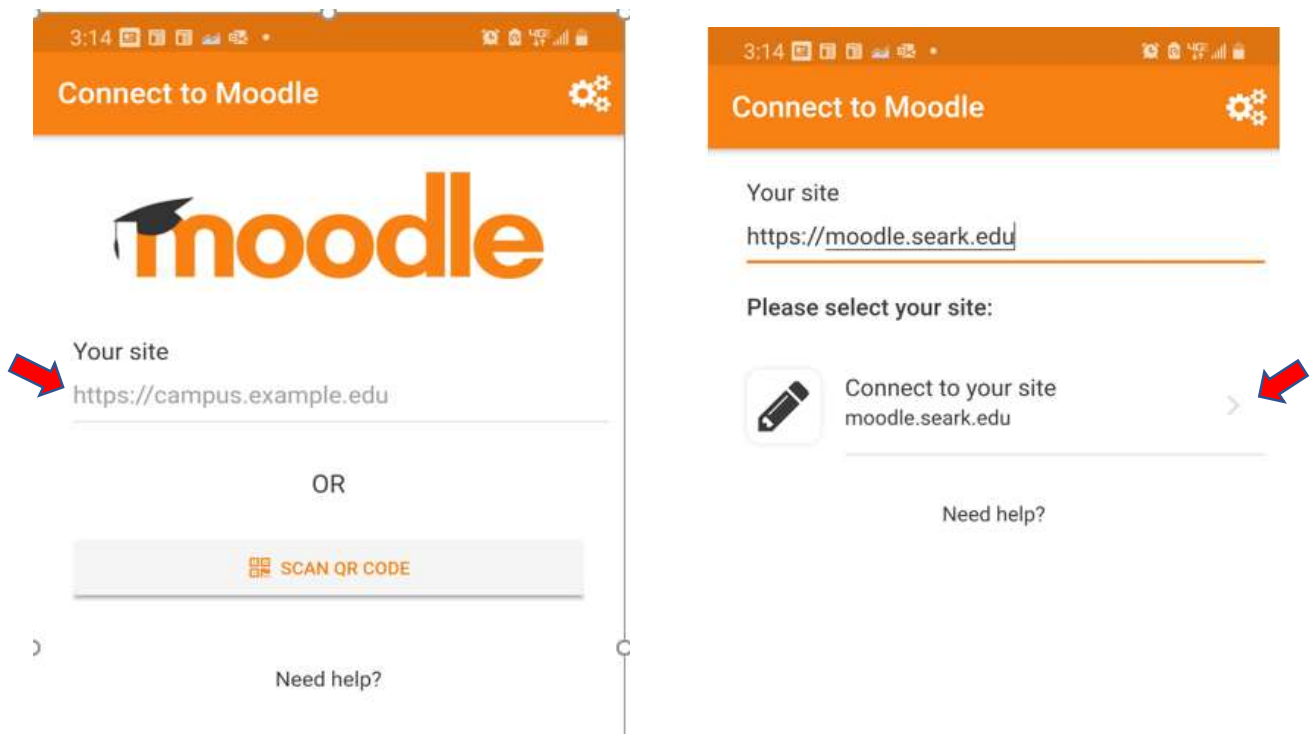 3:14
Connect to Moodle
moodle
Your site
https://campus.example.edu
OR
SCAN QR CODE
Need help?
3:14
Connect to Moodle
Your site
https://moodle.seark.edu
Please select your site:
Connect to your site
moodle.seark.edu
Need help?